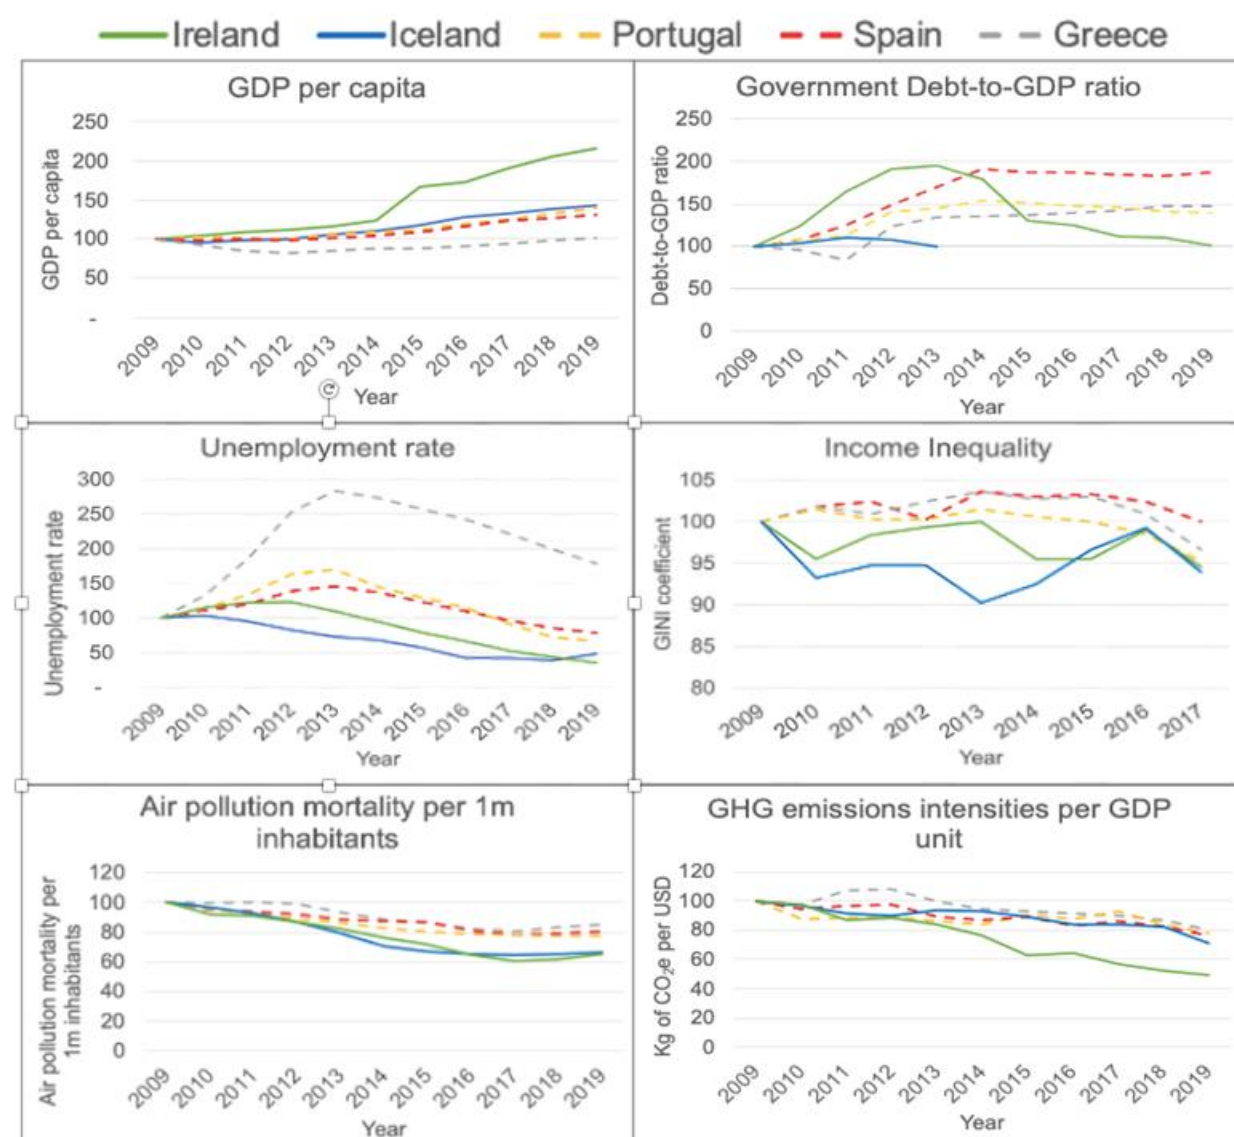 Ireland Iceland Portugal Spain Greece
GDP per capita
GDP per capita
250
200
150
100
50
-
2009 2010 2011 2012 2013 2014 2015 2016 2017 2018 2019
Year
Government Debt-to-GDP ratio
Debt-to-GDP ratio
250
200
150
100
50
0
2009 2010 2011 2012 2013 2014 2015 2016 2017 2018 2019
Year
Unemployment rate
Unemployment rate
300
250
200
150
100
50
-
2009 2010 2011 2012 2013 2014 2015 2016 2017 2018 2019
Year
Income Inequality
GINI coefficient
105
100
95
90
85
80
2009 2010 2011 2012 2013 2014 2015 2016 2017
Year
Air pollution mortality per 1m
inhabitants
Air pollution mortality per
1m inhabitants
120
100
80
60
40
20
0
2009 2010 2011 2012 2013 2014 2015 2016 2017 2018 2019
Year
GHG emissions intensities per GDP
unit
Kg of CO₂e per USD
120
100
80
60
40
20
0
2009 2010 2011 2012 2013 2014 2015 2016 2017 2018 2019
Year